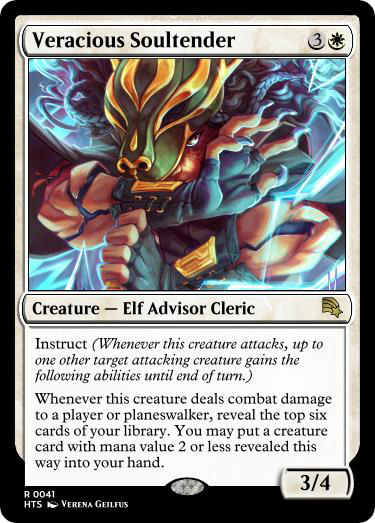 Veracious Soultender 3
Creature — Elf Advisor Cleric
Instruct (Whenever this creature attacks, up to
one other target attacking creature gains the
following abilities until end of turn.)
Whenever this creature deals combat damage
to a player or planeswalker, reveal the top six
cards of your library. You may put a creature
card with mana value 2 or less revealed this
way into your hand.
3/4
R 0041
HTS Verena Geilfus